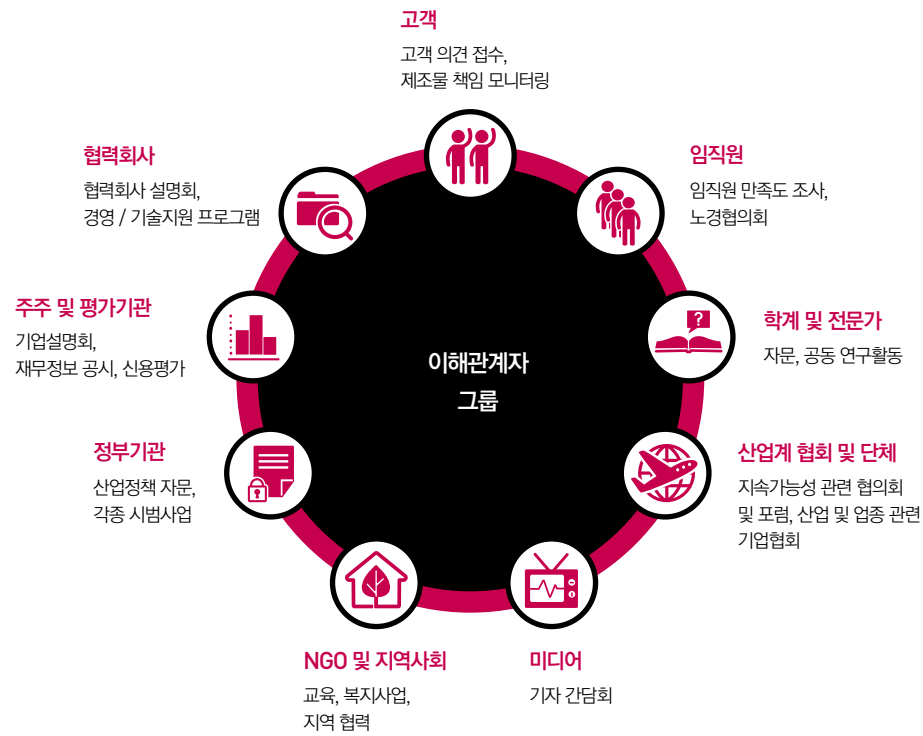 고객
고객 의견 접수,
제조물 책임 모니터링
임직원
임직원 만족도 조사,
노경협의회
학계 및 전문가
자문, 공동 연구활동
산업계 협회 및 단체
지속가능성 관련 협의회
및 포럼, 산업 및 업종 관련
기업협회
미디어
기자 간담회
NGO 및 지역사회
교육, 복지사업,
지역 협력
정부기관
산업정책 자문,
각종 시범사업
주주 및 평가기관
기업설명회,
재무정보 공시, 신용평가
협력회사
협력회사 설명회,
경영 / 기술지원 프로그램
이해관계자
그룹
?